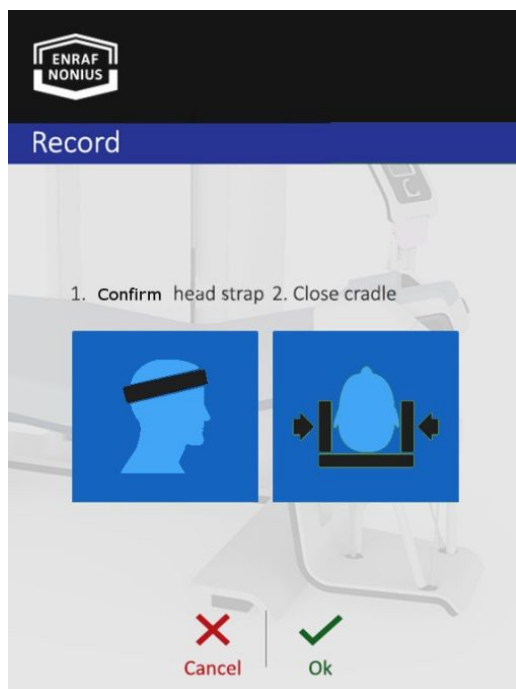 ENRAF
NONIUS
Record
1. Confirm head strap 2. Close cradle
Cancel
Ok